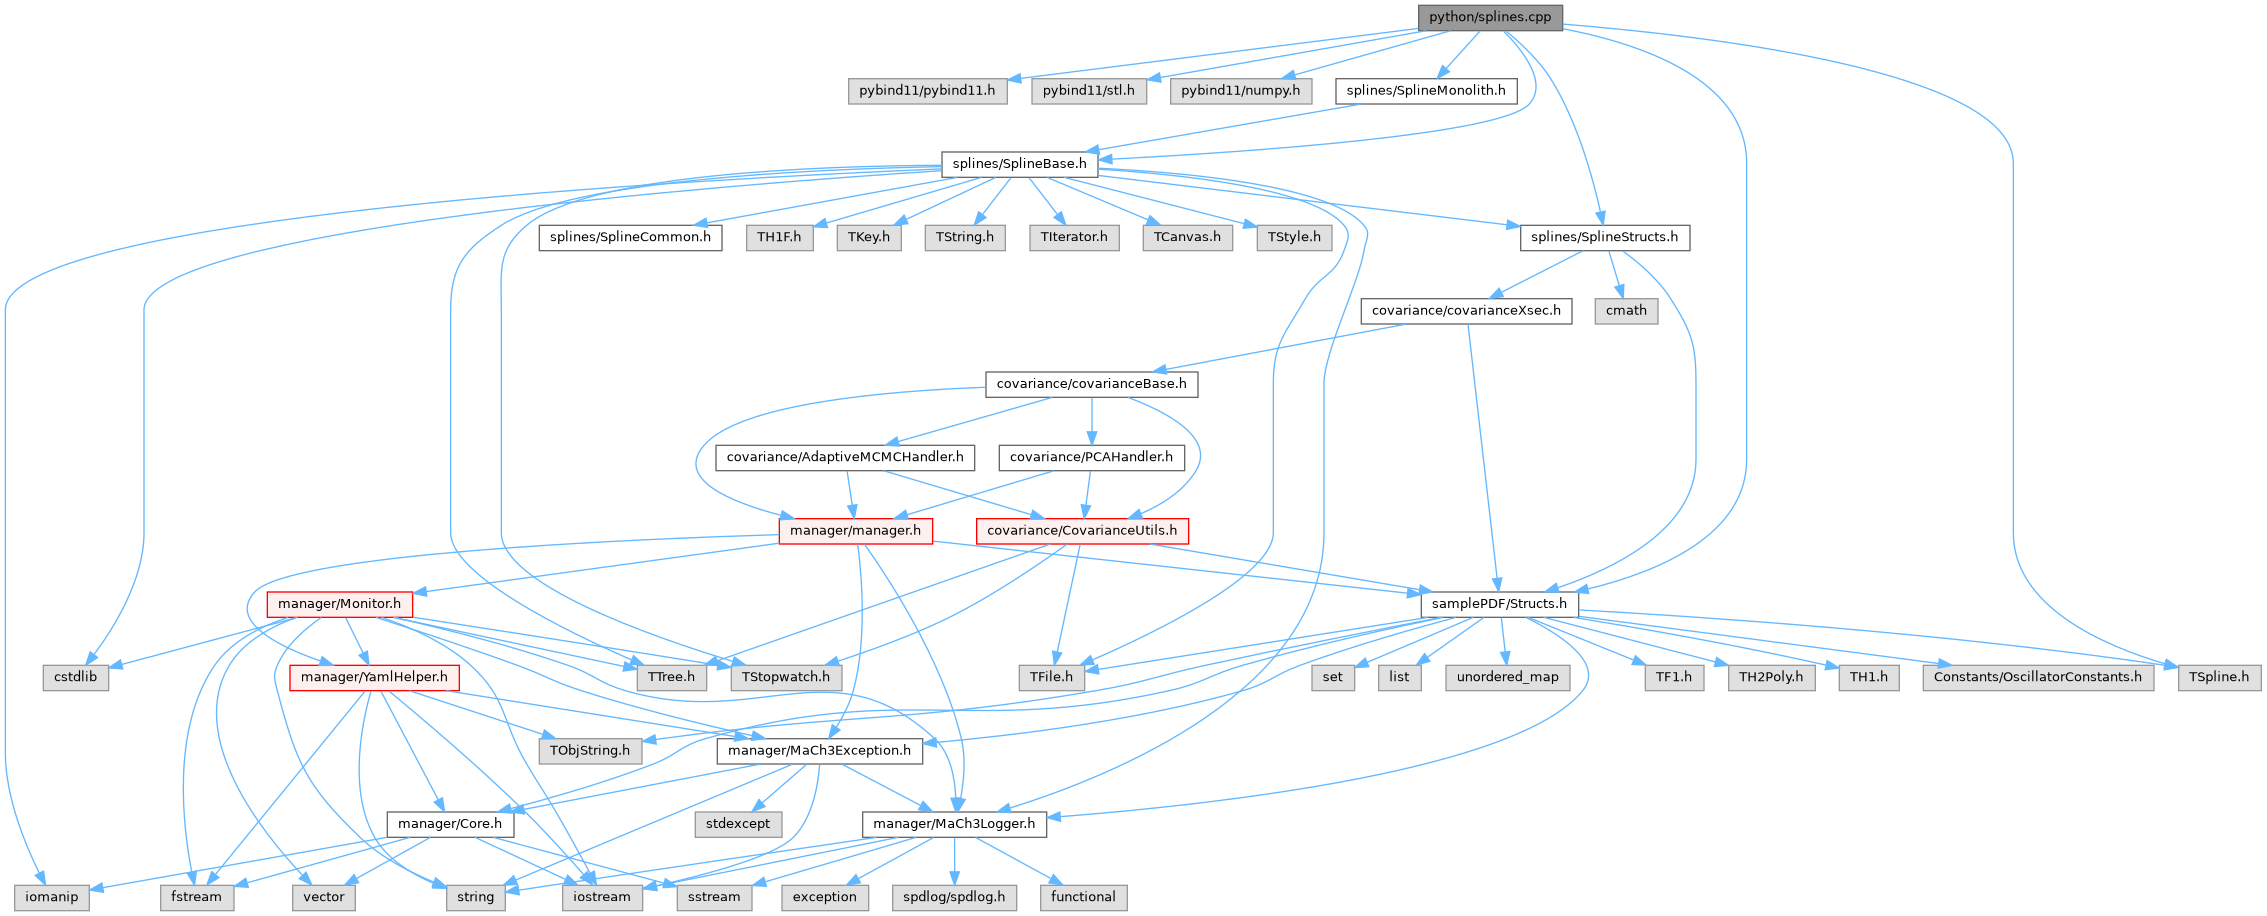 python/splines.cpp
pybind11/pybind11.h
pybind11/stl.h
pybind11/numpy.h
splines/SplineMonolith.h
splines/SplineBase.h
splines/SplineCommon.h
TH1F.h
TKey.h
TString.h
TIterator.h
TCanvas.h
TStyle.h
splines/SplineStructs.h
covariance/covarianceXsec.h
cmath
covariance/covarianceBase.h
covariance/AdaptiveMCMCHandler.h
covariance/PCAHandler.h
manager/manager.h
covariance/CovarianceUtils.h
manager/Monitor.h
samplePDF/Structs.h
cstdlib
manager/YamlHelper.h
TTree.h
TStopwatch.h
TFile.h
set
list
unordered_map
TF1.h
TH2Poly.h
TH1.h
Constants/OscillatorConstants.h
TSpline.h
TObjString.h
manager/MaCh3Exception.h
manager/Core.h
stdexcept
manager/MaCh3Logger.h
iomanip
fstream
vector
string
iostream
sstream
exception
spdlog/spdlog.h
functional